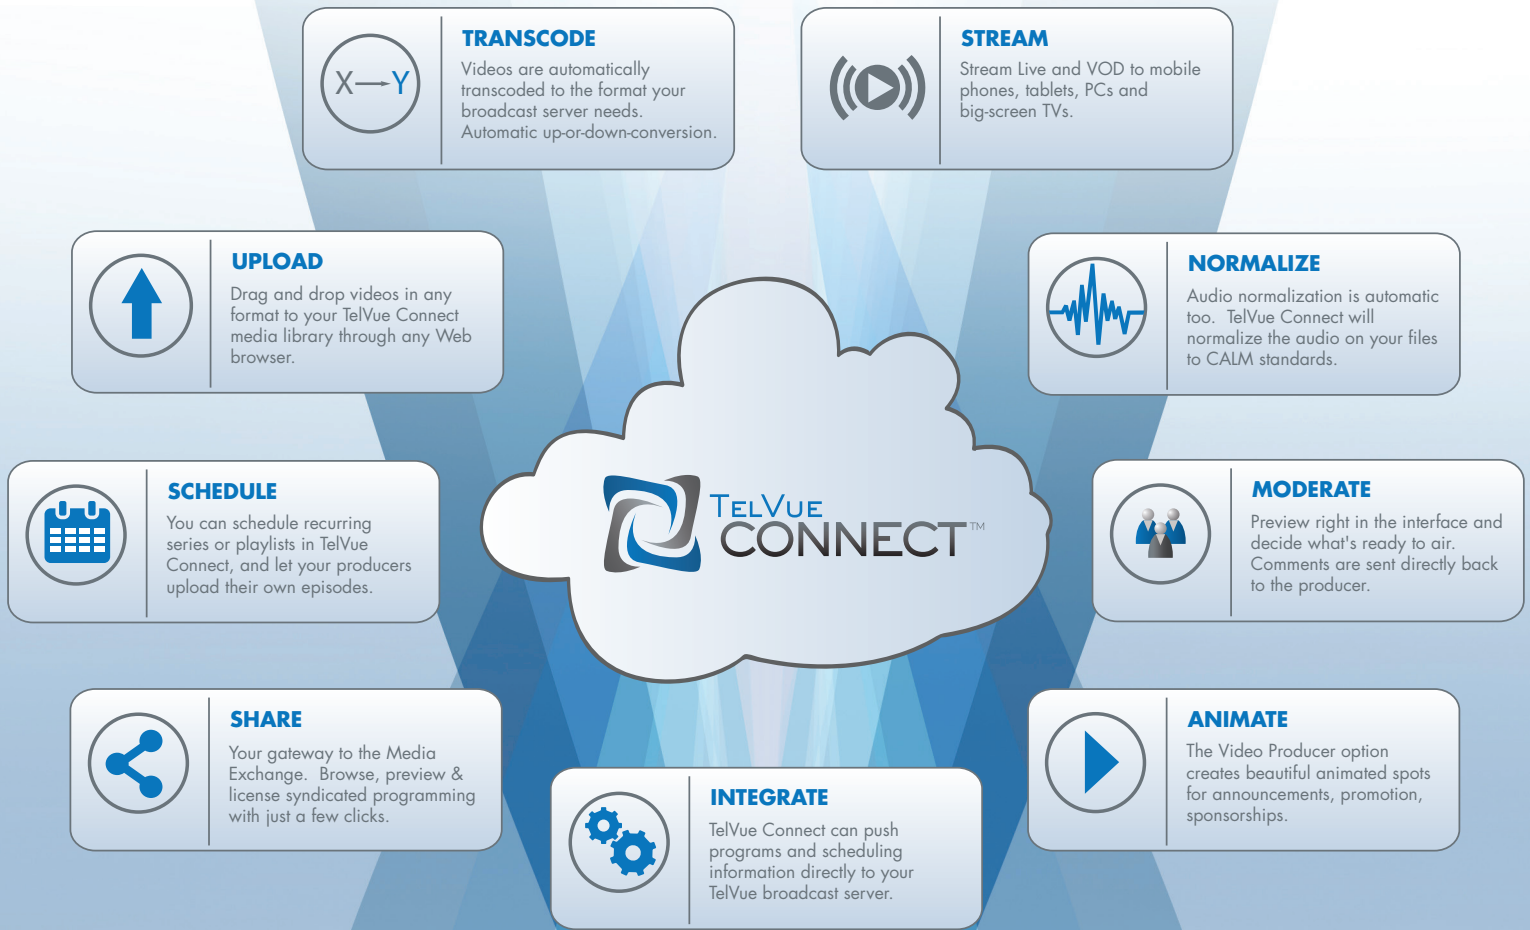 TRANSCODE
Videos are automatically
transcoded to the format your
broadcast server needs.
Automatic up-or-down-conversion.
X→Y
STREAM
Stream Live and VOD to mobile
phones, tablets, PCs and
big-screen TVs.
UPLOAD
Drag and drop videos in any
format to your TelVue Connect
media library through any Web
browser.
NORMALIZE
Audio normalization is automatic
too.  TelVue Connect will
normalize the audio on your files
to CALM standards.
SCHEDULE
You can schedule recurring
series or playlists in TelVue
Connect, and let your producers
upload their own episodes.
TELVUE
CONNECT™
MODERATE
Preview right in the interface and
decide what's ready to air.
Comments are sent directly back
to the producer.
SHARE
Your gateway to the Media
Exchange.  Browse, preview &
license syndicated programming
with just a few clicks.
INTEGRATE
TelVue Connect can push
programs and scheduling
information directly to your
TelVue broadcast server.
ANIMATE
The Video Producer option
creates beautiful animated spots
for announcements, promotion,
sponsorships.